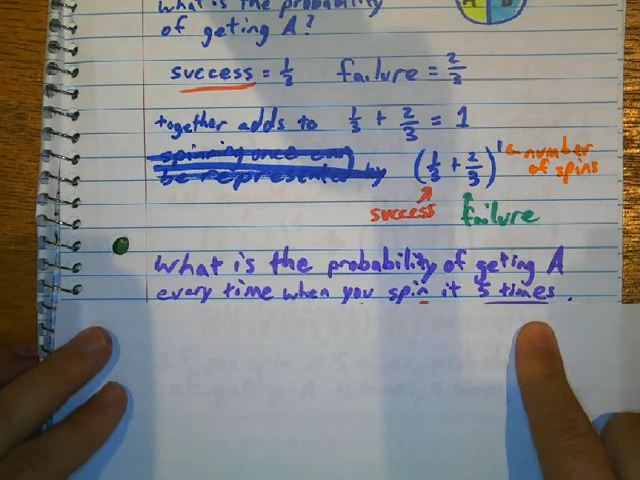 what is the probability
of geting A?
A B
success = 1/3 failure = 2/3
together adds to 1/3 + 2/3 = 1
spinning once can
be represented by (1/3 + 2/3)^1 ← number
of spins
success failure
What is the probability of geting A
every time when you spin it 5 times.